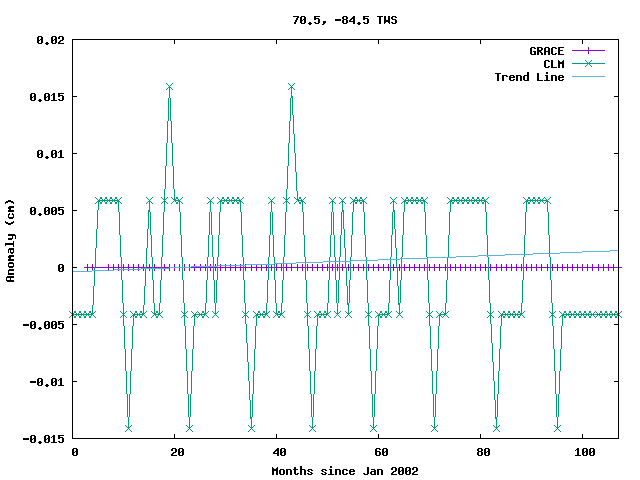 70.5, -84.5 TWS
GRACE
CLM
Trend Line
0.02
0.015
0.01
0.005
0
-0.005
-0.01
-0.015
Anomaly (cm)
0 20 40 60 80 100
Months since Jan 2002